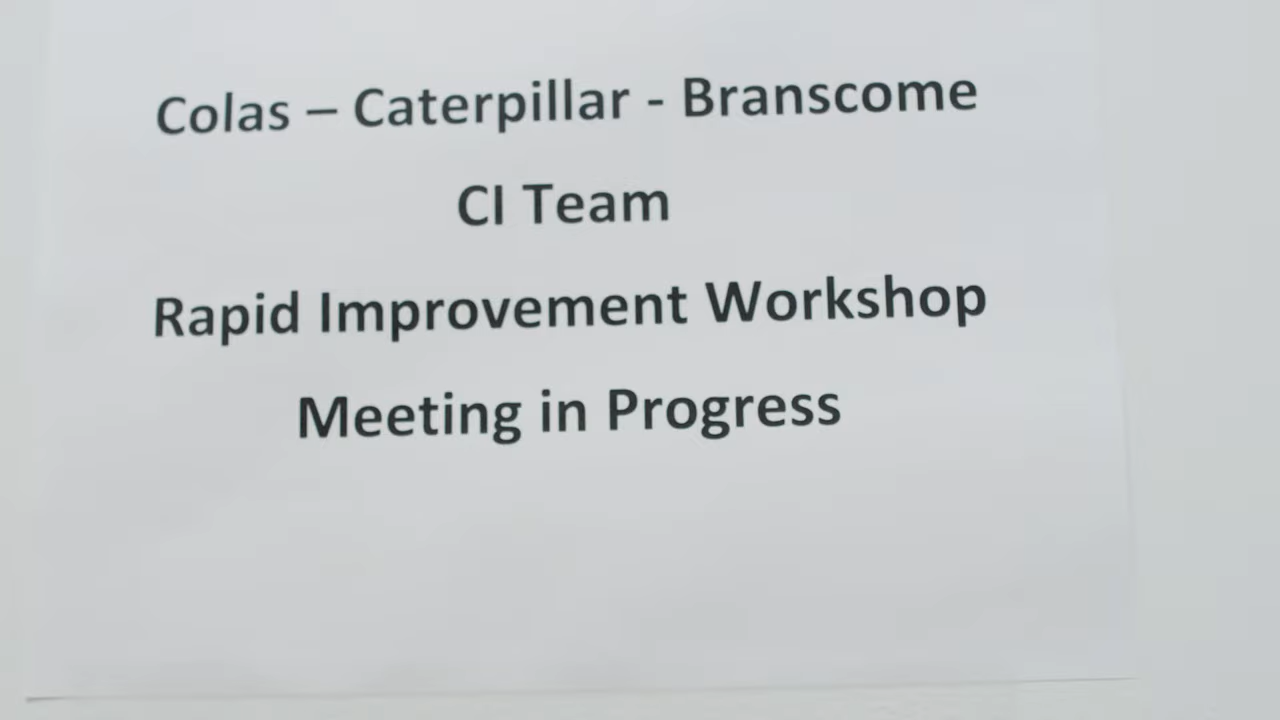 Colas – Caterpillar - Branscome
CI Team
Rapid Improvement Workshop
Meeting in Progress